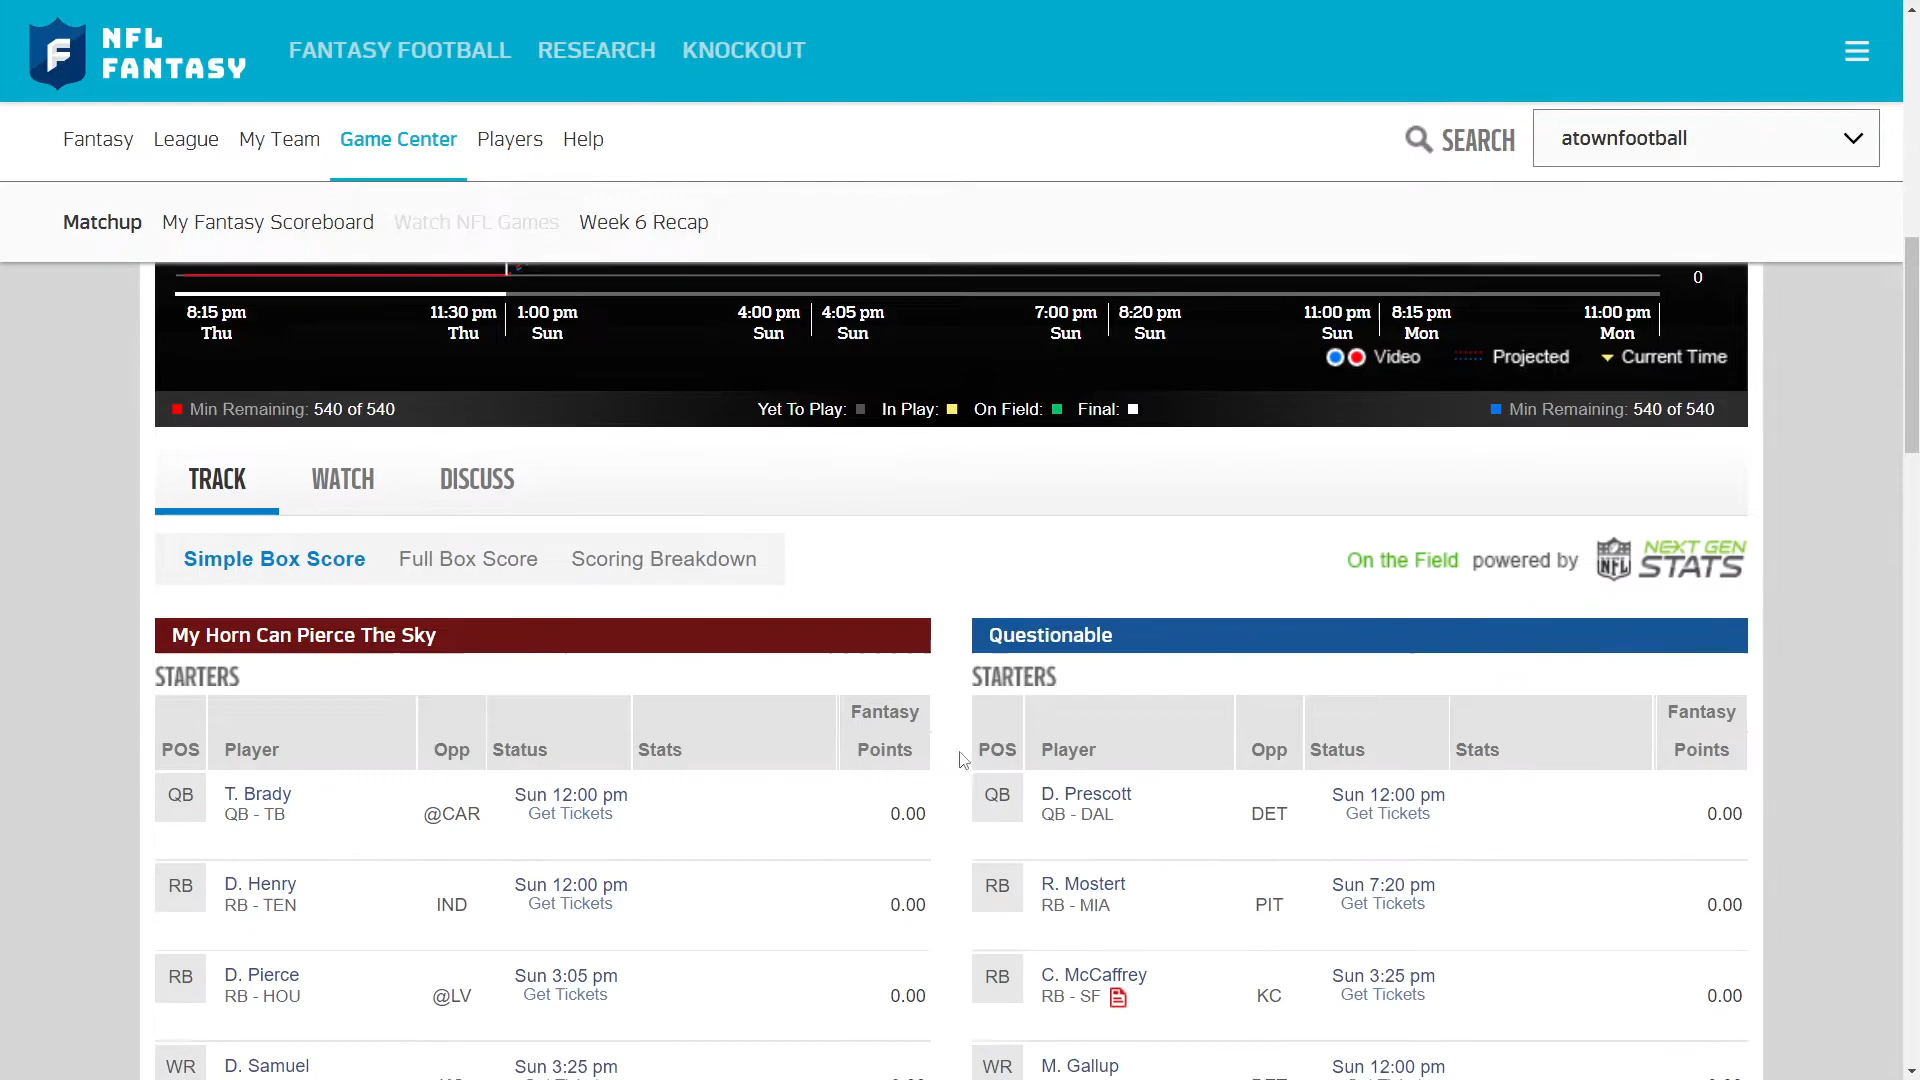 NFL
FANTASY
FANTASY FOOTBALL RESEARCH KNOCKOUT
Fantasy League My Team Game Center Players Help
SEARCH
atownfootball
Matchup My Fantasy Scoreboard Watch NFL Games Week 6 Recap
0
8:15 pm 11:30 pm 1:00 pm 4:00 pm 4:05 pm 7:00 pm 8:20 pm 11:00 pm 8:15 pm 11:00 pm
Thu Thu Sun Sun Sun Sun Sun Sun Mon Mon
Video Projected Current Time
Min Remaining: 540 of 540 Yet To Play: In Play: On Field: Final: Min Remaining: 540 of 540
TRACK WATCH DISCUSS
Simple Box Score Full Box Score Scoring Breakdown
On the Field powered by NFL NEXT GEN STATS
My Horn Can Pierce The Sky
STARTERS
POS Player Opp Status Stats Fantasy Points
QB T. Brady Sun 12:00 pm
QB - TB @CAR Get Tickets 0.00
RB D. Henry Sun 12:00 pm
RB - TEN IND Get Tickets 0.00
RB D. Pierce Sun 3:05 pm
RB - HOU @LV Get Tickets 0.00
WR D. Samuel Sun 3:25 pm
Questionable
STARTERS
POS Player Opp Status Stats Fantasy Points
QB D. Prescott Sun 12:00 pm
QB - DAL DET Get Tickets 0.00
RB R. Mostert Sun 7:20 pm
RB - MIA PIT Get Tickets 0.00
RB C. McCaffrey Sun 3:25 pm
RB - SF KC Get Tickets 0.00
WR M. Gallup Sun 12:00 pm